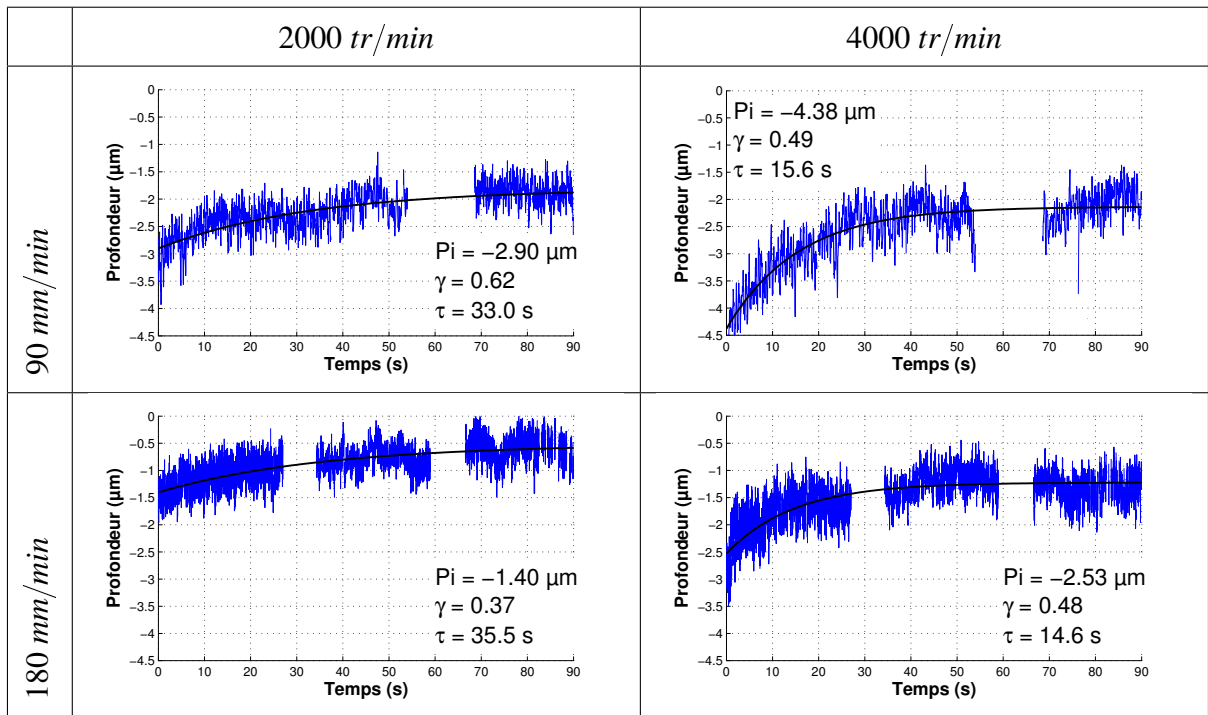 2000 tr/min
4000 tr/min
90 mm/min
0
−0.5
−1
−1.5
−2
−2.5
−3
−3.5
−4
−4.5
Profondeur (μm)
Pi = −2.90 μm
γ = 0.62
τ = 33.0 s
0 10 20 30 40 50 60 70 80 90
Temps (s)
0
−0.5
−1
−1.5
−2
−2.5
−3
−3.5
−4
−4.5
Profondeur (μm)
Pi = −4.38 μm
γ = 0.49
τ = 15.6 s
0 10 20 30 40 50 60 70 80 90
Temps (s)
180 mm/min
0
−0.5
−1
−1.5
−2
−2.5
−3
−3.5
−4
−4.5
Profondeur (μm)
Pi = −1.40 μm
γ = 0.37
τ = 35.5 s
0 10 20 30 40 50 60 70 80 90
Temps (s)
0
−0.5
−1
−1.5
−2
−2.5
−3
−3.5
−4
−4.5
Profondeur (μm)
Pi = −2.53 μm
γ = 0.48
τ = 14.6 s
0 10 20 30 40 50 60 70 80 90
Temps (s)